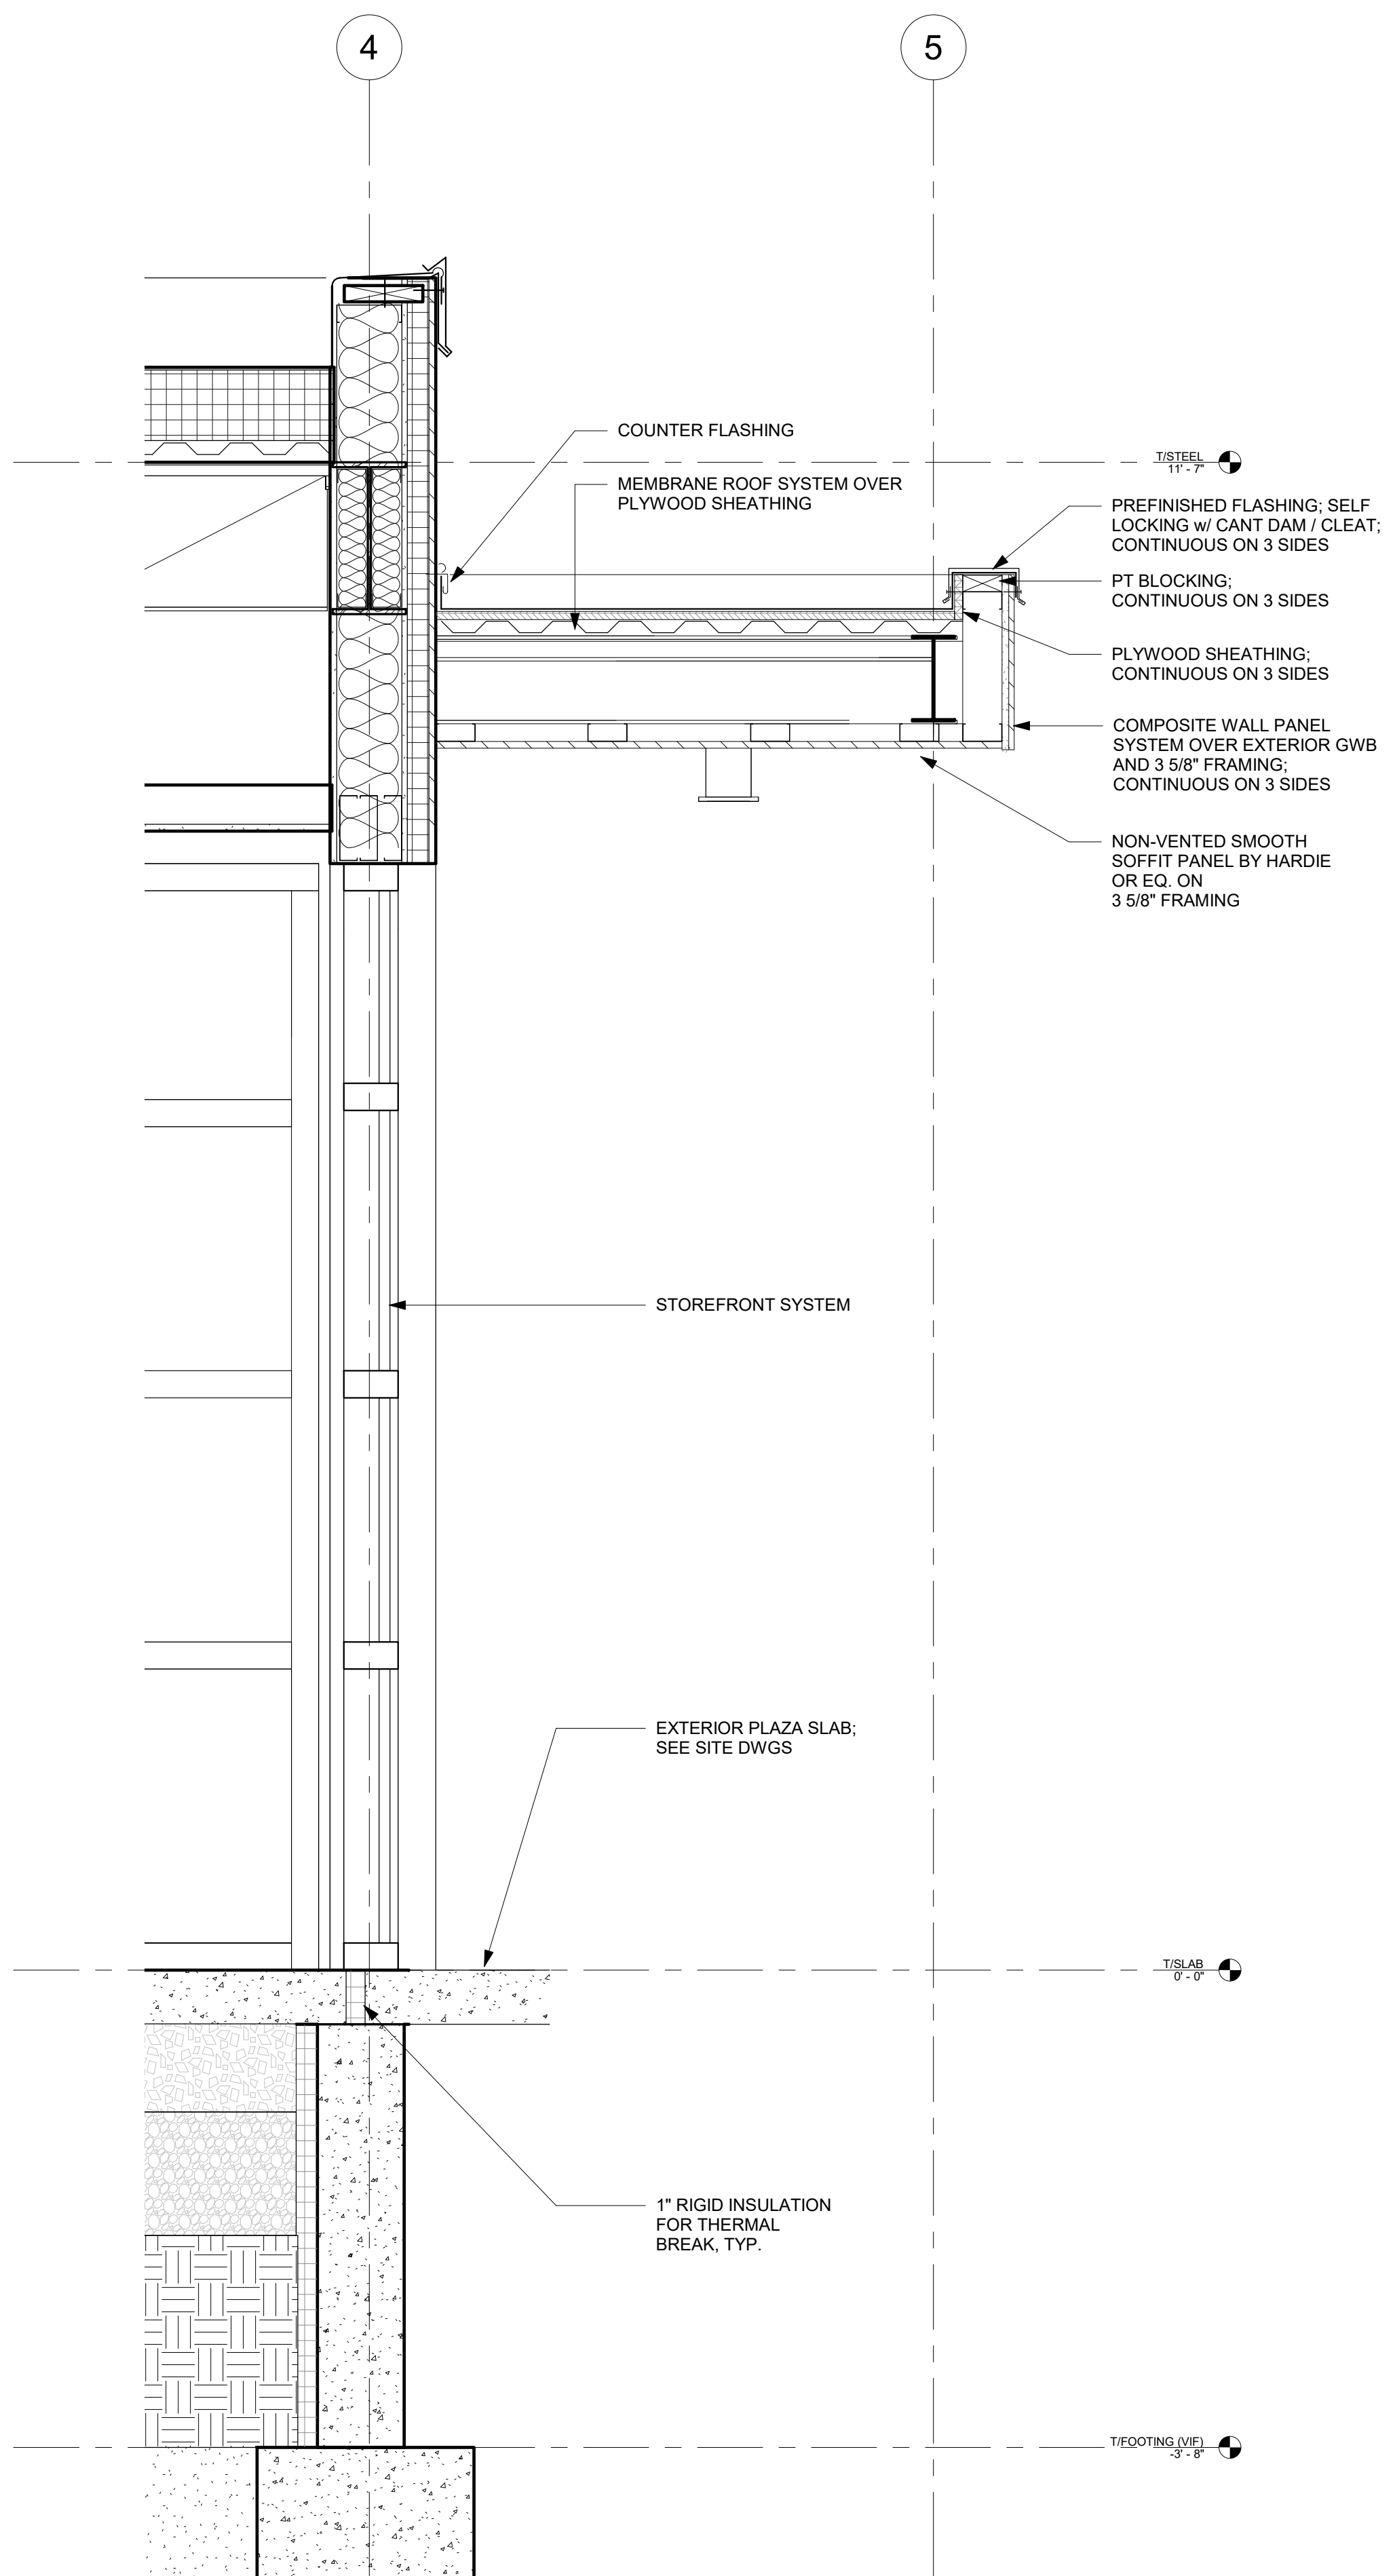 4
5
COUNTER FLASHING
T/STEEL
11' - 7"
MEMBRANE ROOF SYSTEM OVER
PLYWOOD SHEATHING
PREFINISHED FLASHING; SELF
LOCKING w/ CANT DAM / CLEAT;
CONTINUOUS ON 3 SIDES
PT BLOCKING;
CONTINUOUS ON 3 SIDES
PLYWOOD SHEATHING;
CONTINUOUS ON 3 SIDES
COMPOSITE WALL PANEL
SYSTEM OVER EXTERIOR GWB
AND 3 5/8" FRAMING;
CONTINUOUS ON 3 SIDES
NON-VENTED SMOOTH
SOFFIT PANEL BY HARDIE
OR EQ. ON
3 5/8" FRAMING
STOREFRONT SYSTEM
EXTERIOR PLAZA SLAB;
SEE SITE DWGS
T/SLAB
0' - 0"
1" RIGID INSULATION
FOR THERMAL
BREAK, TYP.
T/FOOTING (VIF)
-3' - 8"